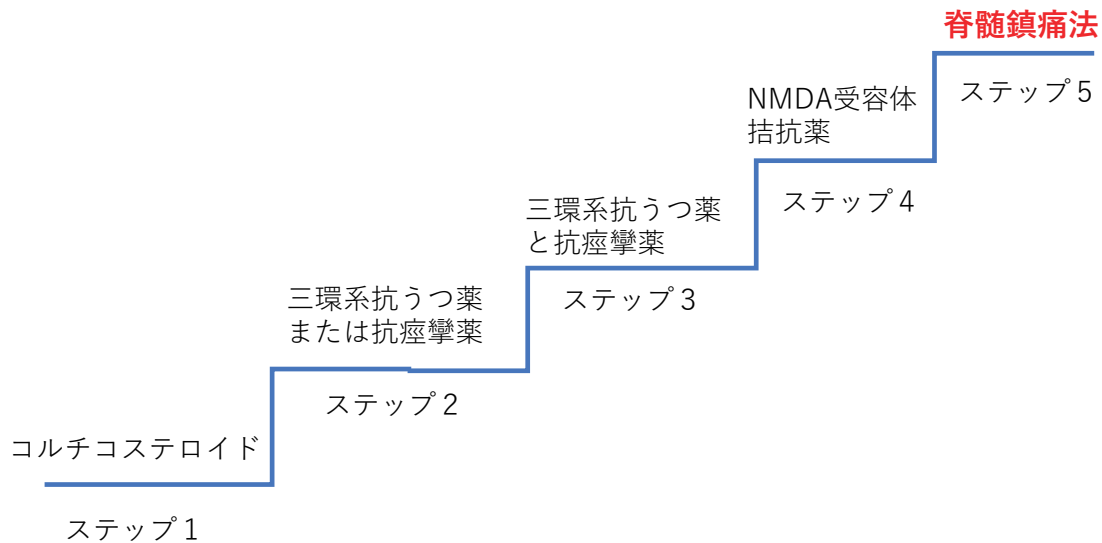 脊髄鎮痛法
ステップ5
NMDA受容体
拮抗薬
ステップ4
三環系抗うつ薬
と抗痙攣薬
ステップ3
三環系抗うつ薬
または抗痙攣薬
ステップ2
コルチコステロイド
ステップ1